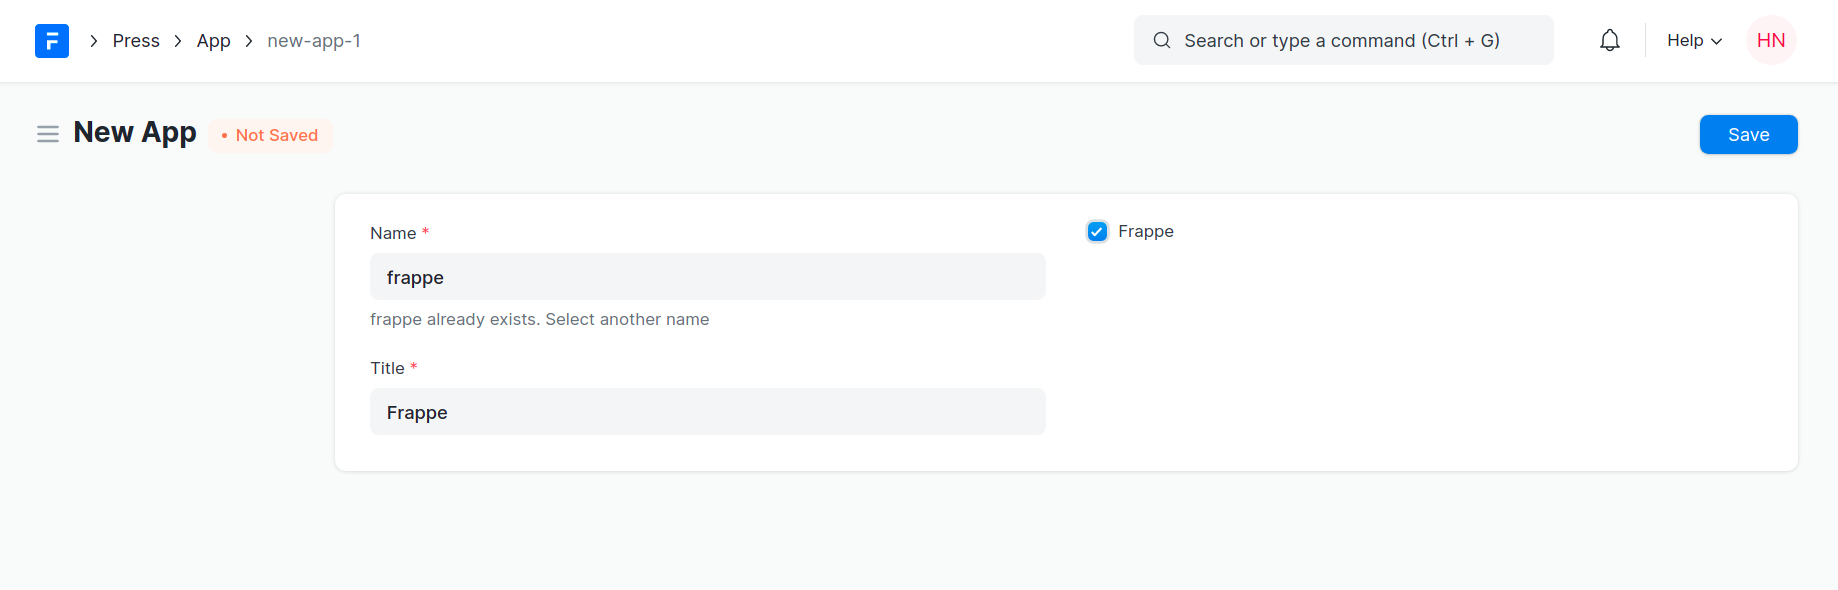 Press App new-app-1
Search or type a command (Ctrl + G)
Help
HN
New App
• Not Saved
Save
Name *
frappe
frappe already exists. Select another name
Title *
Frappe
Frappe